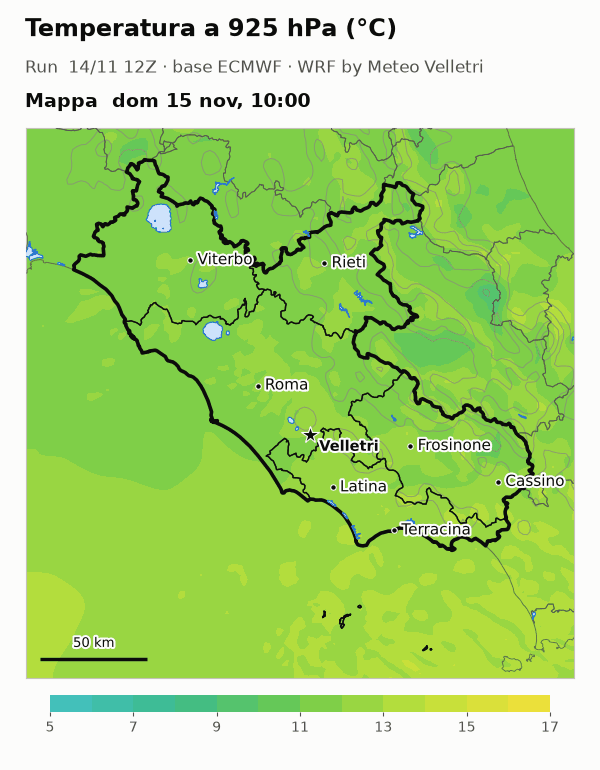 Temperatura a 925 hPa (°C)
Run  14/11 12Z · base ECMWF · WRF by Meteo Velletri
Mappa  dom 15 nov, 10:00
Viterbo
Rieti
Roma
Velletri
Frosinone
Cassino
Latina
Terracina
50 km
5 7 9 11 13 15 17